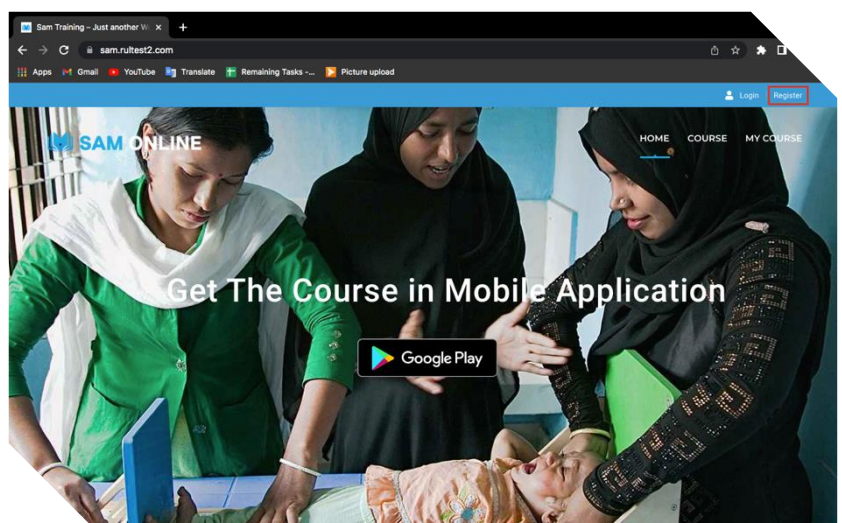 Sam Training – Just another W
sam.rultest2.com
Apps Gmail YouTube Translate Remaining Tasks -... Picture upload
Login Register
SAM ONLINE
HOME COURSE MY COURSE
Get The Course in Mobile Application
Google Play